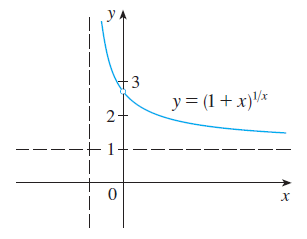 y
3
y = (1 + x)^{1/x}
2
1
0
x